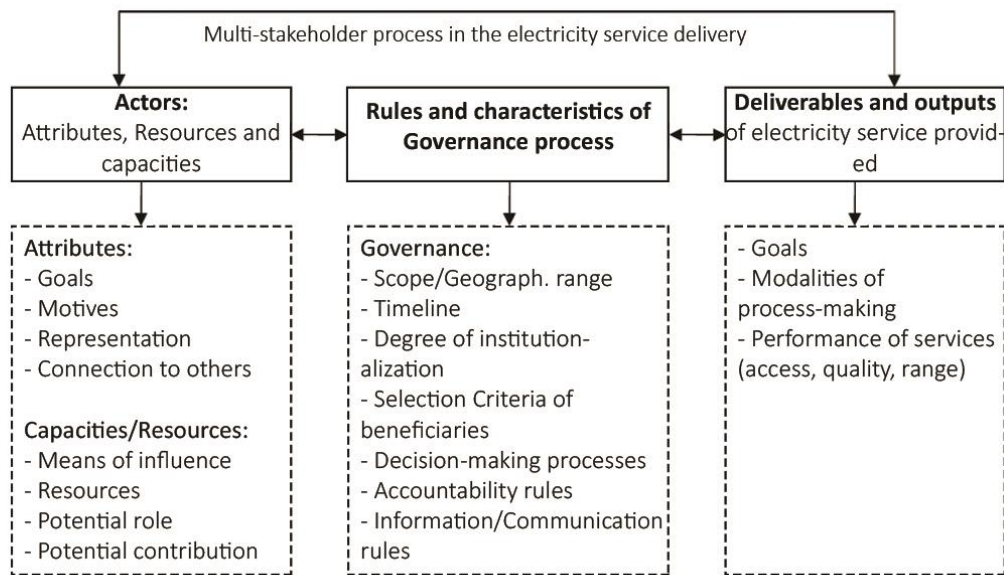 Multi-stakeholder process in the electricity service delivery
Actors:
Attributes, Resources and
capacities
Rules and characteristics of
Governance process
Deliverables and outputs
of electricity service provid-
ed
Attributes:
- Goals
- Motives
- Representation
- Connection to others
Capacities/Resources:
- Means of influence
- Resources
- Potential role
- Potential contribution
Governance:
- Scope/Geograph. range
- Timeline
- Degree of institution-
alization
- Selection Criteria of
beneficiaries
- Decision-making processes
- Accountability rules
- Information/Communication
rules
- Goals
- Modalities of
process-making
- Performance of services
(access, quality, range)